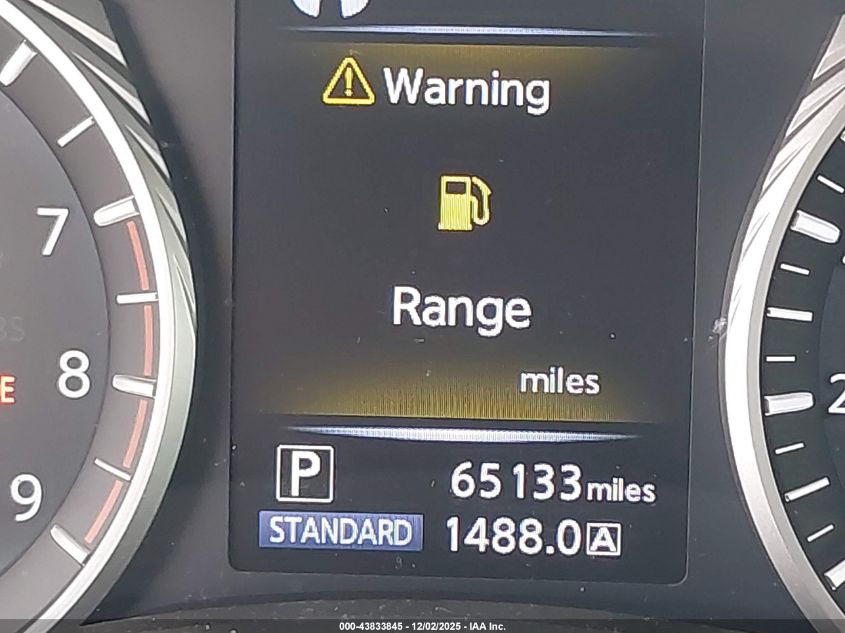 Warning
Range
miles
P
65133 miles
STANDARD 1488.0 A
7
8
9
E
000-43833845 - 12/02/2025 - IAA Inc.